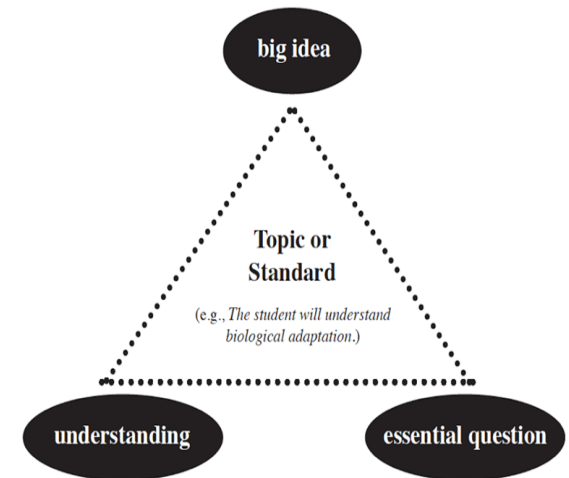 big idea
Topic or
Standard
(e.g., The student will understand
biological adaptation.)
understanding
essential question